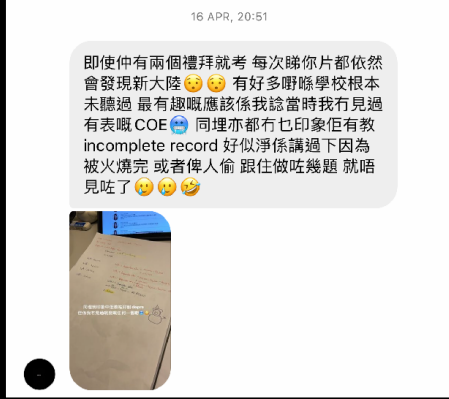 16 APR, 20:51
即使仲有兩個禮拜就考 每次睇你片都依然
會發現新大陸😯😯 有好多嘢喺學校根本
未聽過 最有趣嘅應該係我諗當時我冇見過
有表嘅COE🥶 同埋亦都冇乜印象佢有教
incomplete record 好似淨係講過下因為
被火燒完 或者俾人偷 跟住做咗幾題 就唔
見咗了🥲🥲🤣